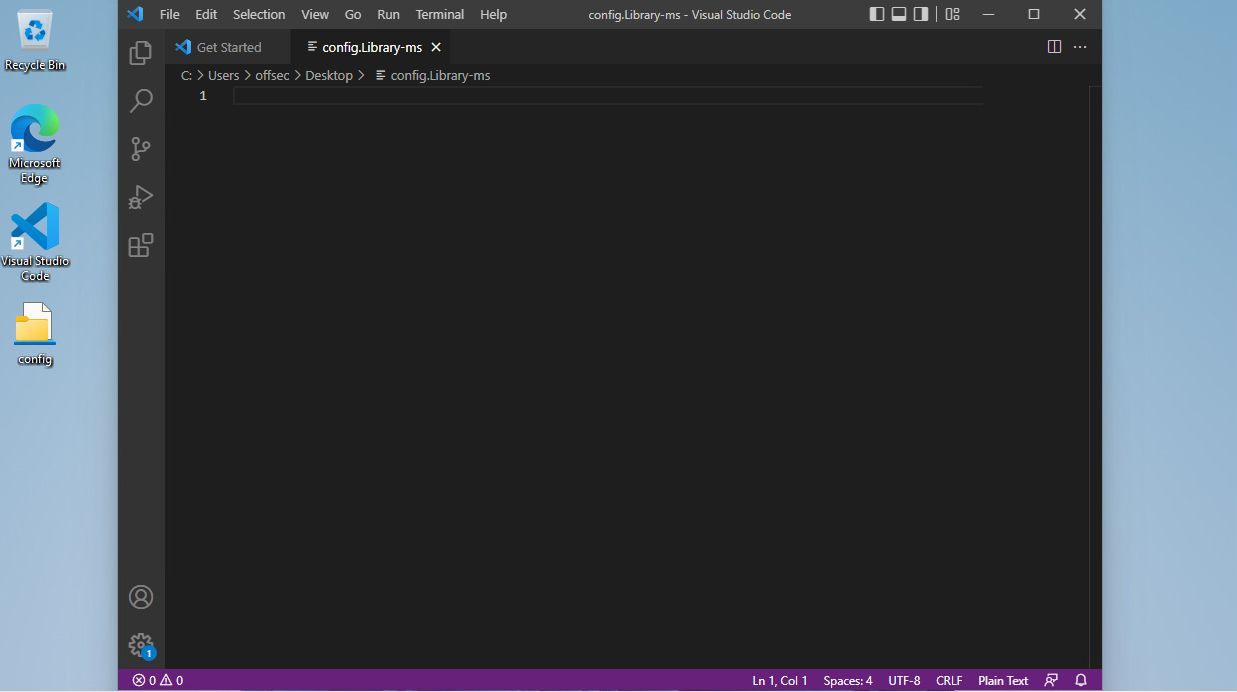 Recycle Bin
Microsoft
Edge
Visual Studio
Code
config
File Edit Selection View Go Run Terminal Help
config.Library-ms - Visual Studio Code
Get Started
config.Library-ms
C: > Users > offsec > Desktop > config.Library-ms
1
1
0 0
Ln 1, Col 1 Spaces: 4 UTF-8 CRLF Plain Text